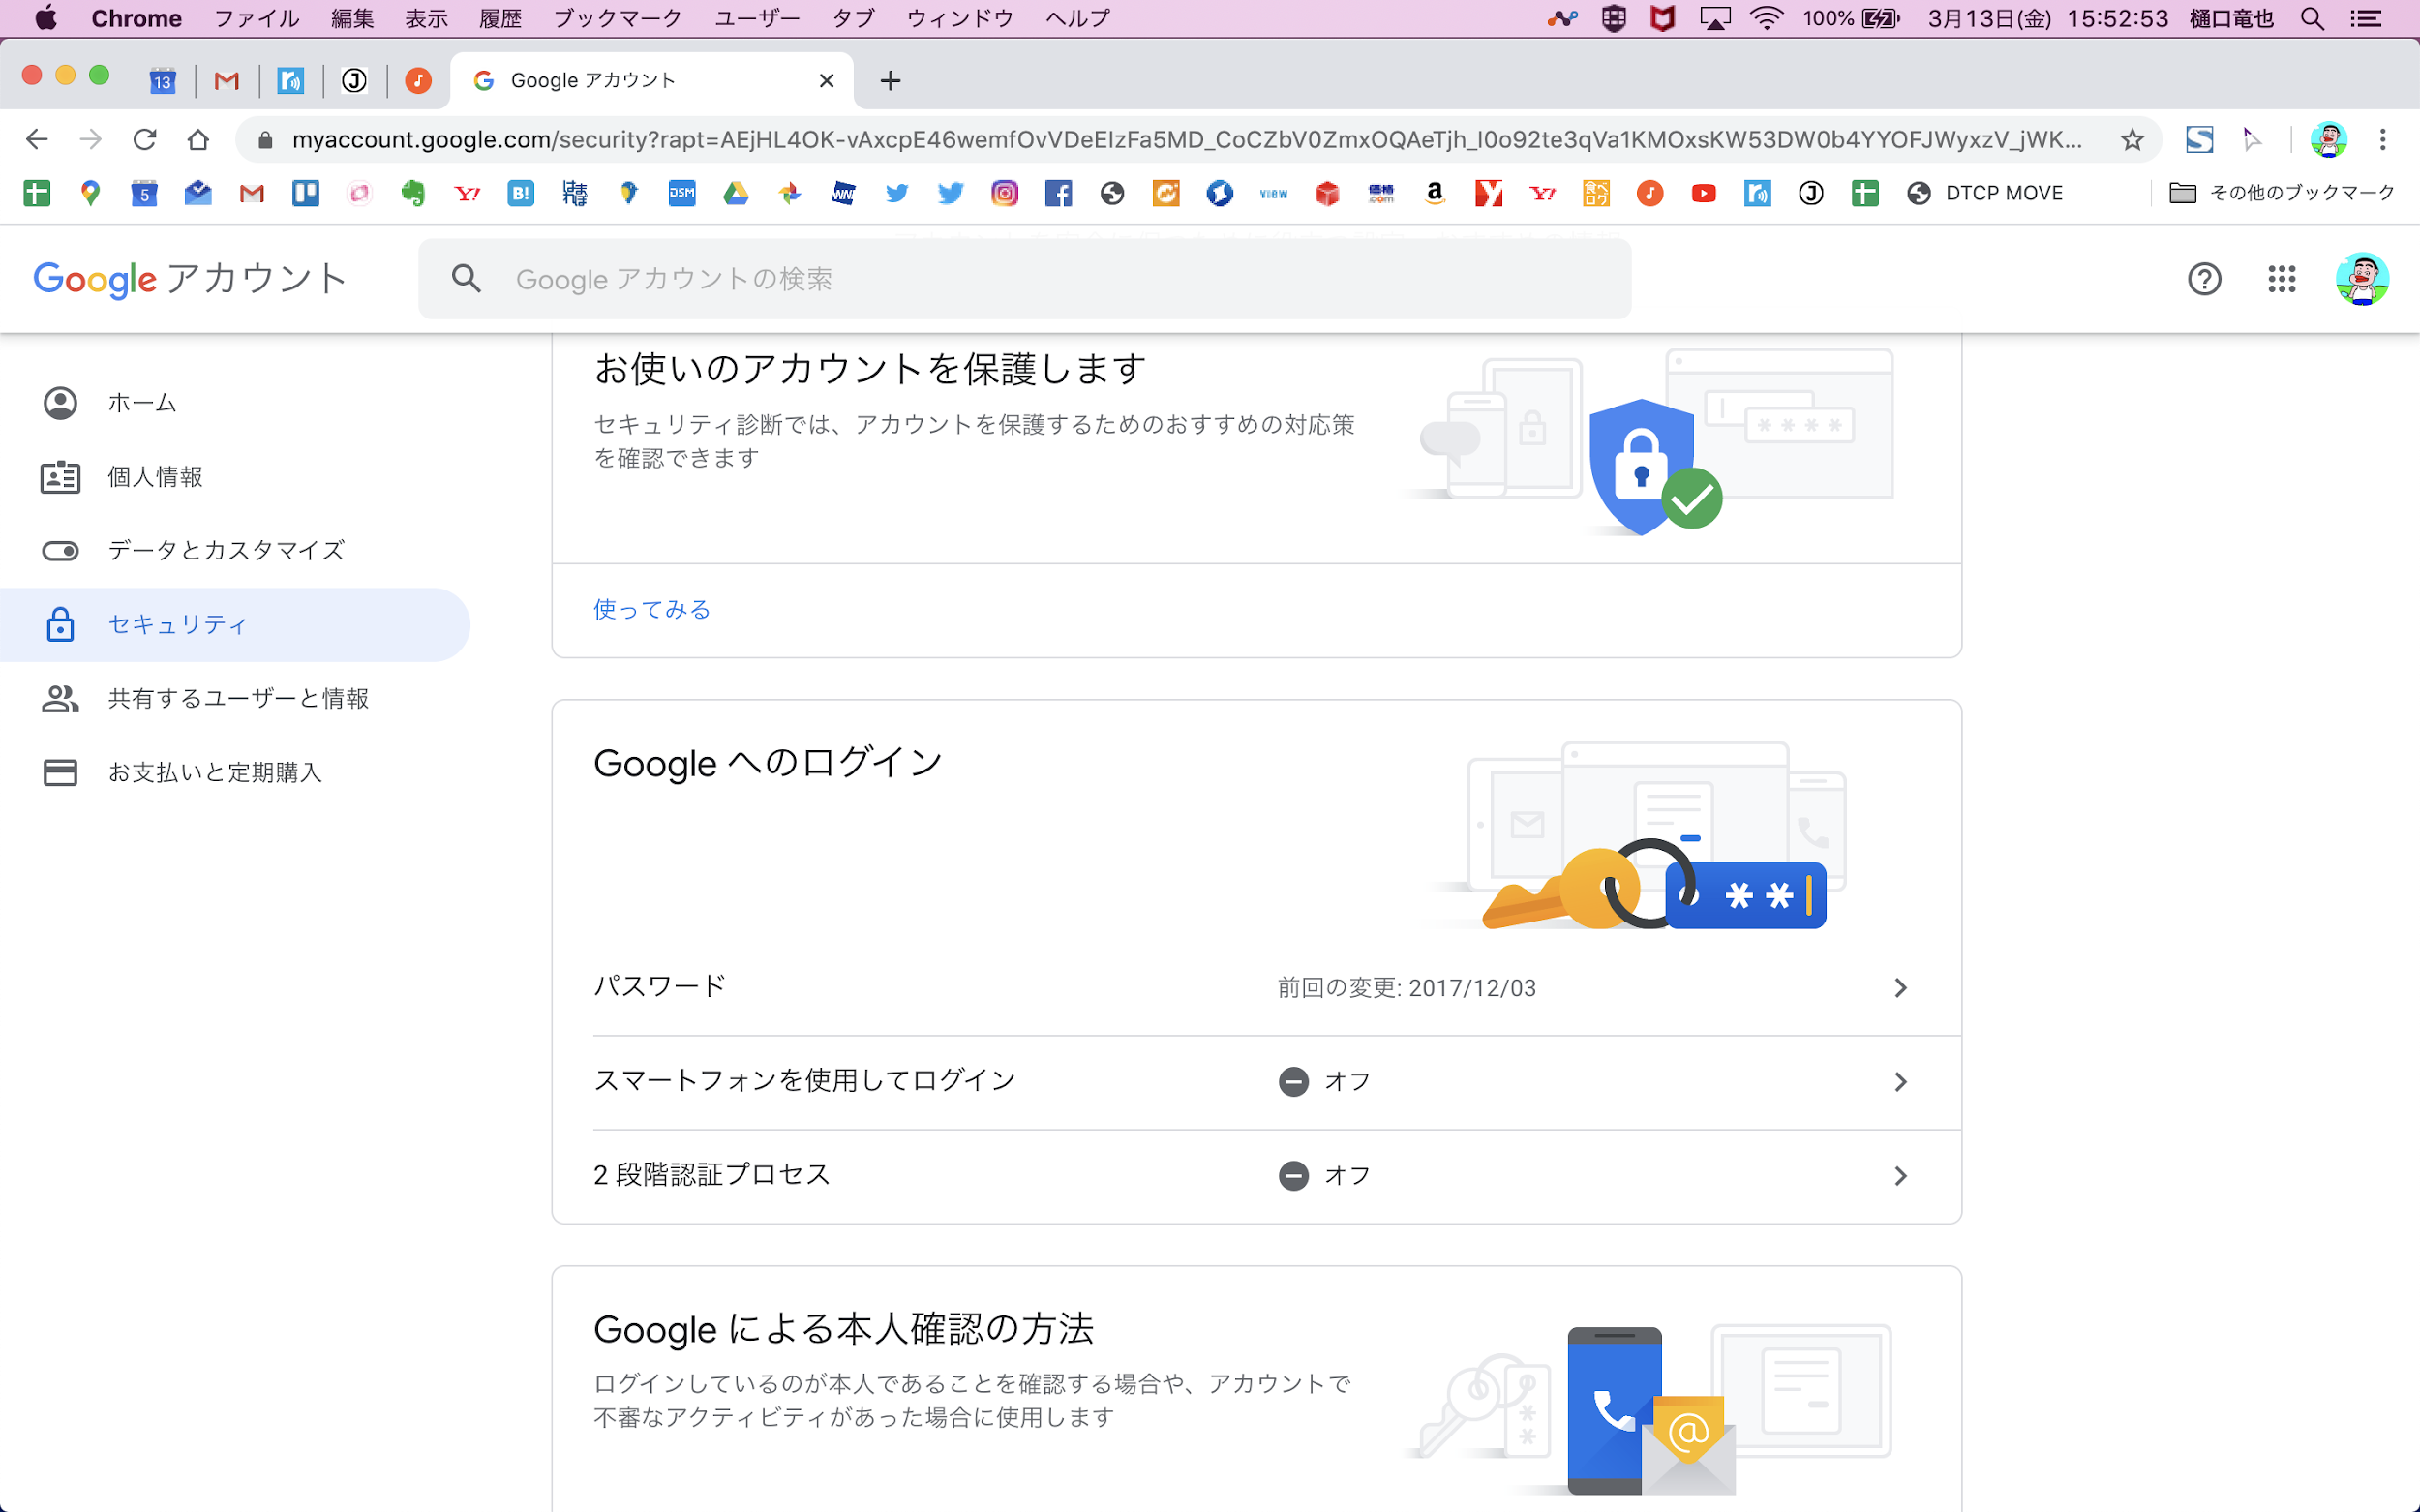 Chrome ファイル 編集 表示 履歴 ブックマーク ユーザー タブ ウィンドウ ヘルプ 100% 3月13日(金) 15:52:53 樋口竜也
13 Google アカウント
myaccount.google.com/security?rapt=AEjHL4OK-vAxcpE46wemfOvVDeEIzFa5MD_CoCZbV0ZmxOQAeTjh_I0o92te3qVa1KMOxsKW53DW0b4YYOFJWyxzV_jWK...
5 Y! B! DSM view 価格.com a Y! 食べログ DTCP MOVE その他のブックマーク
Google アカウント
Google アカウントの検索
ホーム
個人情報
データとカスタマイズ
セキュリティ
共有するユーザーと情報
お支払いと定期購入
お使いのアカウントを保護します
セキュリティ診断では、アカウントを保護するためのおすすめの対応策
を確認できます
****
使ってみる
Google へのログイン
**
パスワード 前回の変更: 2017/12/03
スマートフォンを使用してログイン オフ
2 段階認証プロセス オフ
Google による本人確認の方法
ログインしているのが本人であることを確認する場合や、アカウントで
不審なアクティビティがあった場合に使用します
@